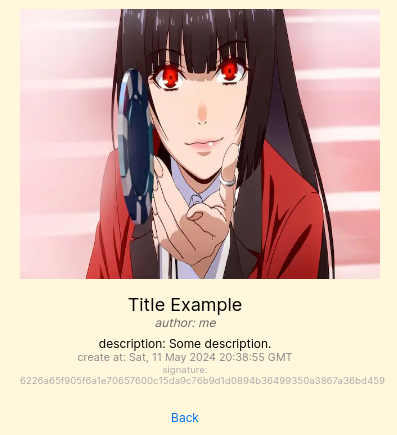 Title Example
author: me
description: Some description.
create at: Sat, 11 May 2024 20:38:55 GMT
signature:
6226a65f905f6a1e70657600c15da9c76b9d1d0894b36499350a3867a36bd459
Back